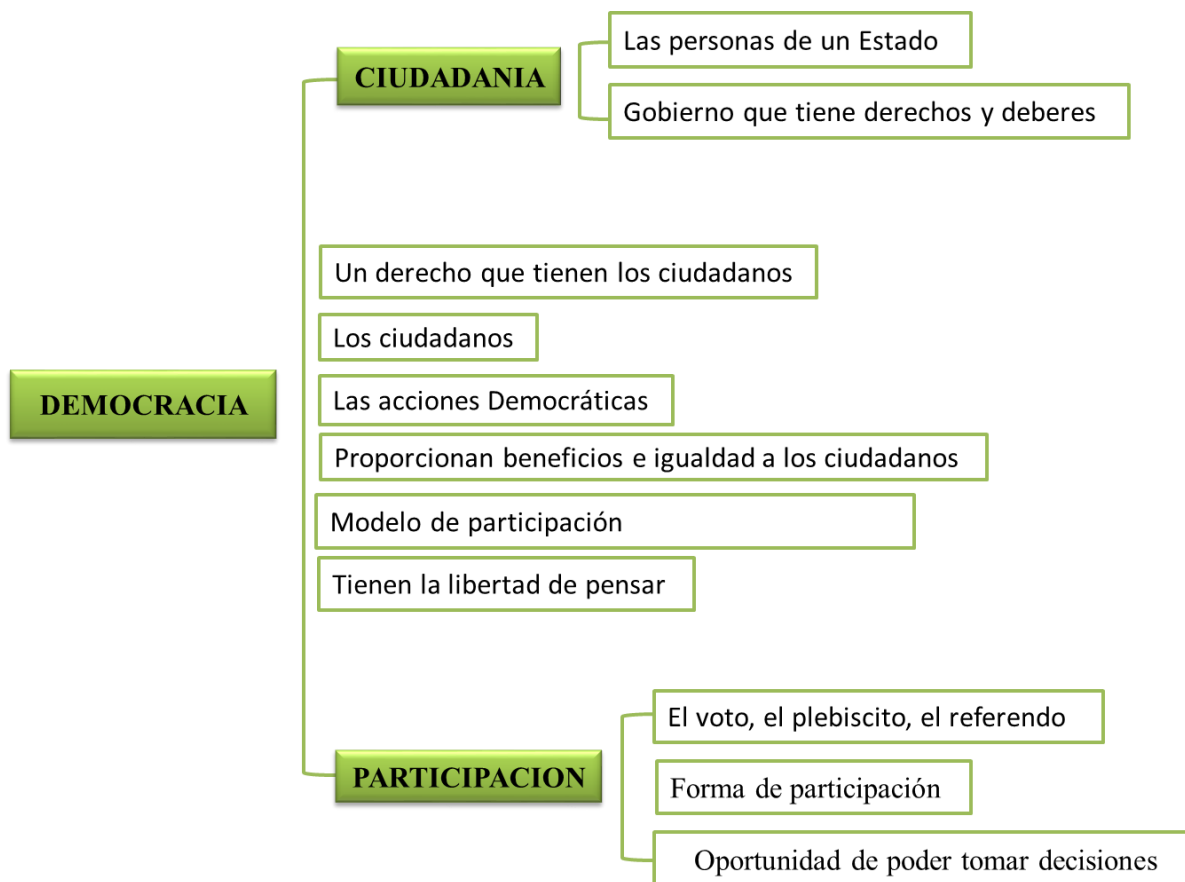 Las personas de un Estado
CIUDADANIA
Gobierno que tiene derechos y deberes
Un derecho que tienen los ciudadanos
Los ciudadanos
Las acciones Democráticas
DEMOCRACIA
Proporcionan beneficios e igualdad a los ciudadanos
Modelo de participación
Tienen la libertad de pensar
El voto, el plebiscito, el referendo
PARTICIPACION
Forma de participación
Oportunidad de poder tomar decisiones